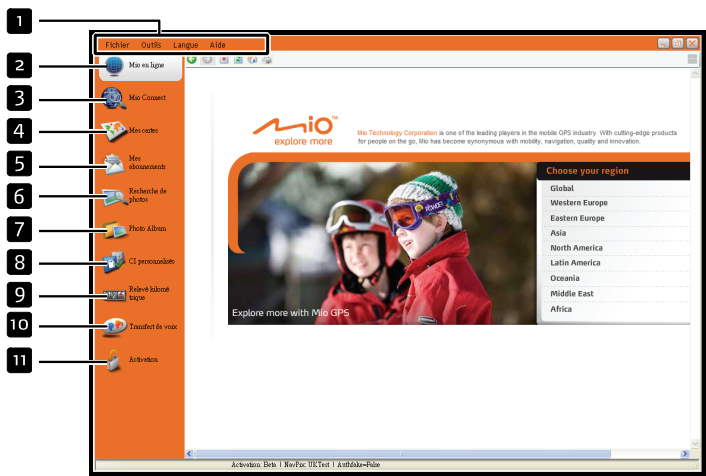 1
Fichier Outils Langue Aide
2
Mio en ligne
3
Mio Connect
4
Mes cartes
5
Mes
abonnements
6
Recherche de
photos
7
Photo Album
8
CI personnalisés
9
Relevé kilomé
trique
10
Transfert de voix
11
Activation
mio™
explore more
Mio Technology Corporation is one of the leading players in the mobile GPS industry. With cutting-edge products
for people on the go, Mio has become synonymous with mobility, navigation, quality and innovation.
Explore more with Mio GPS
Choose your region
Global
Western Europe
Eastern Europe
Asia
North America
Latin America
Oceania
Middle East
Africa
Activation: Beta | NavPix: UKTest | Authfake=False